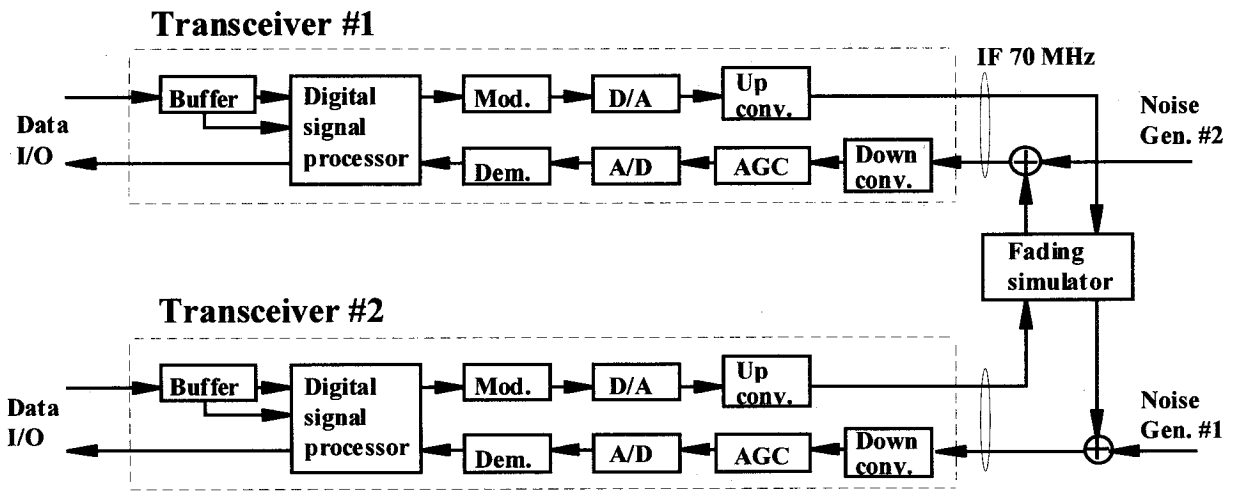 Transceiver #1
IF 70 MHz
Buffer
Digital
signal
processor
Mod.
D/A
Up
conv.
Data
I/O
Noise
Gen. #2
Dem.
A/D
AGC
Down
conv.
Fading
simulator
Transceiver #2
Buffer
Digital
signal
processor
Mod.
D/A
Up
conv.
Data
I/O
Noise
Gen. #1
Dem.
A/D
AGC
Down
conv.